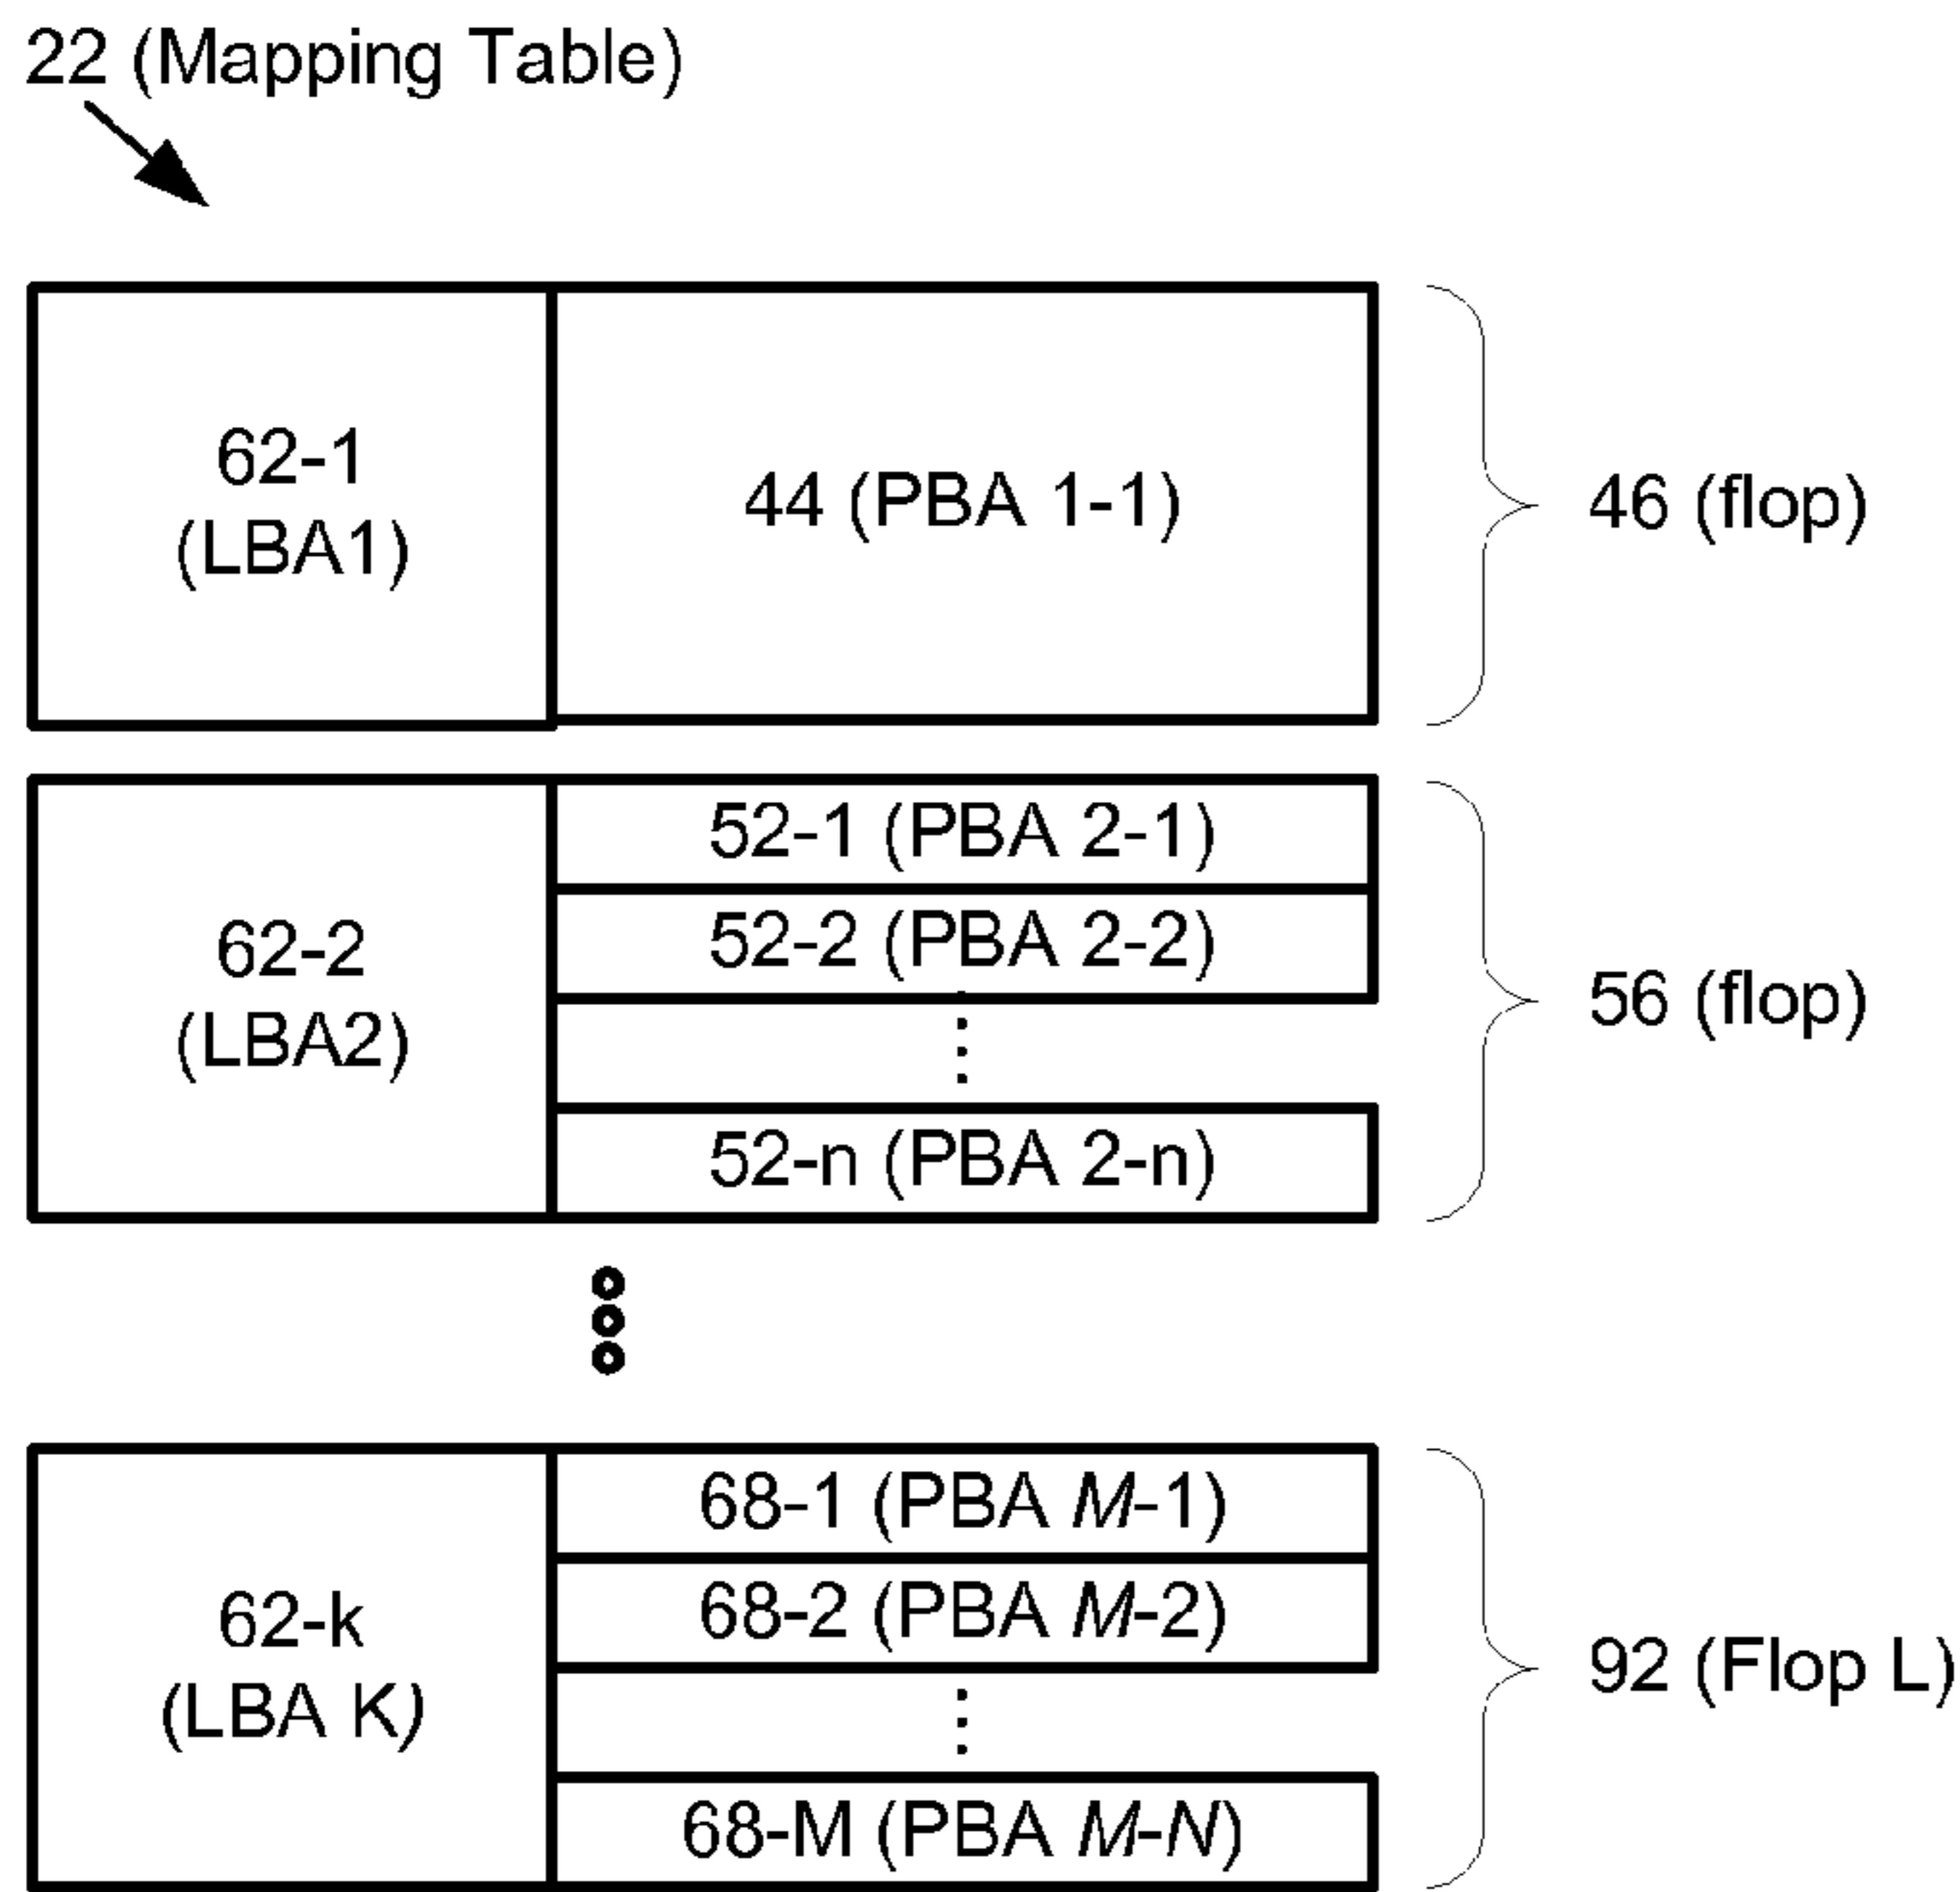 22 (Mapping Table)
62-1
(LBA1)
44 (PBA 1-1)
46 (flop)
62-2
(LBA2)
52-1 (PBA 2-1)
52-2 (PBA 2-2)
52-n (PBA 2-n)
56 (flop)
62-k
(LBA K)
68-1 (PBA M-1)
68-2 (PBA M-2)
68-M (PBA M-N)
92 (Flop L)